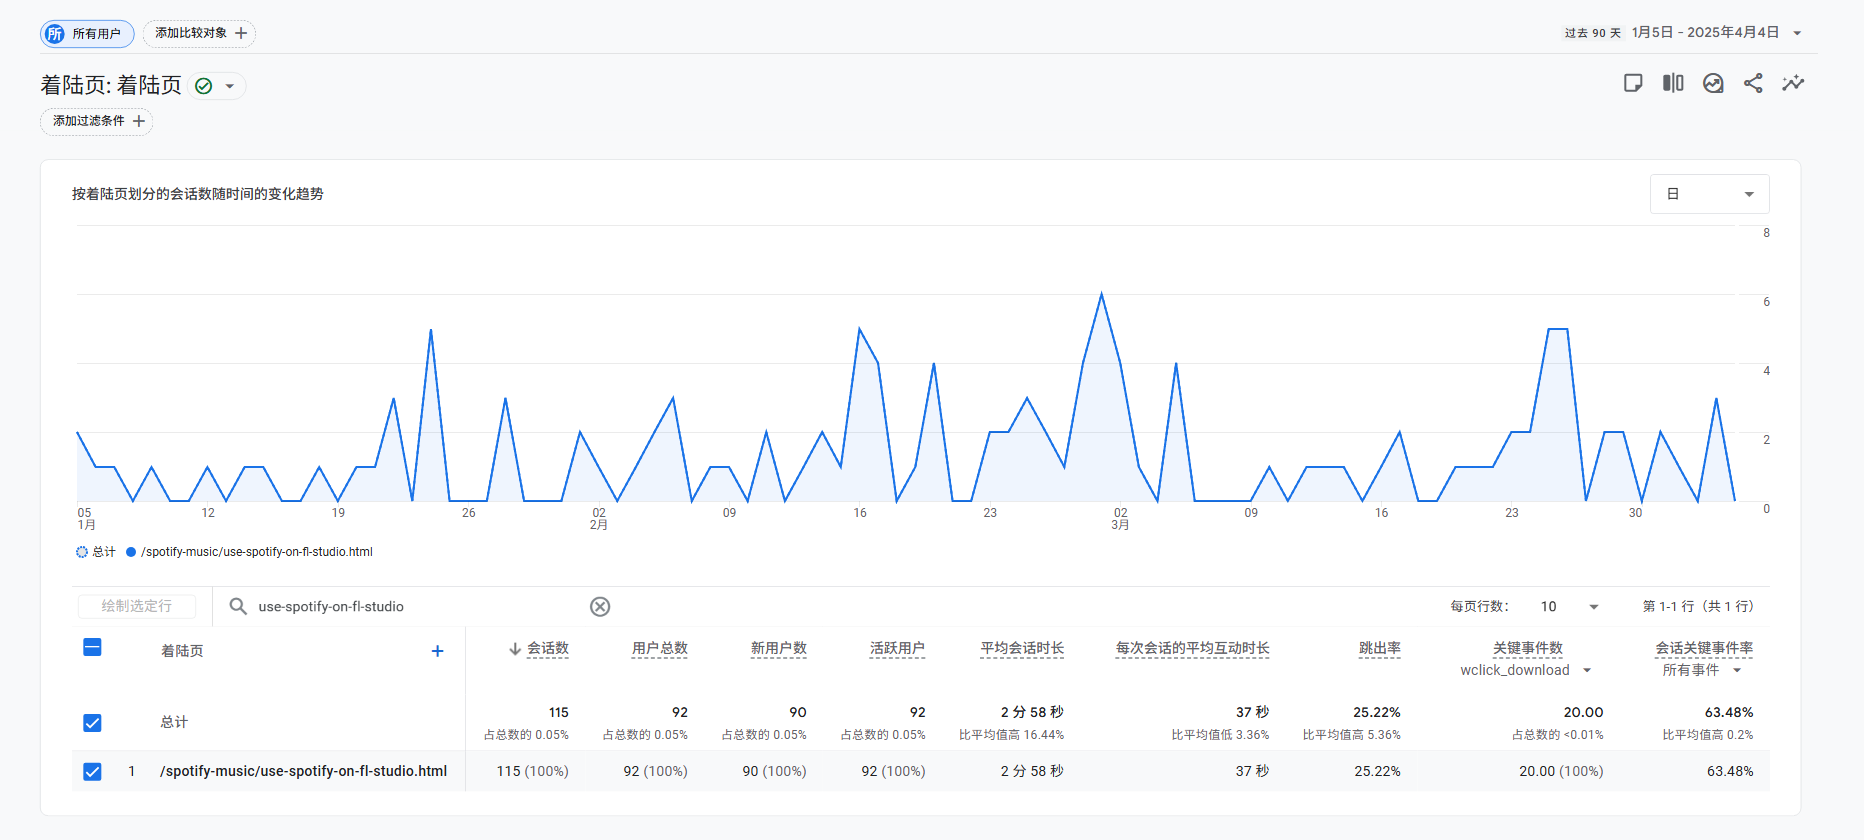 所 所有用户 添加比较对象 过去 90 天 1月5日 - 2025年4月4日
着陆页: 着陆页
添加过滤条件
按着陆页划分的会话数随时间的变化趋势 日
8
6
4
2
0
05 12 19 26 02 09 16 23 02 09 16 23 30
1月 2月 3月
总计 /spotify-music/use-spotify-on-fl-studio.html
绘制选定行 use-spotify-on-fl-studio 每页行数： 10 第 1-1 行（共 1 行）
着陆页 会话数 用户总数 新用户数 活跃用户 平均会话时长 每次会话的平均互动时长 跳出率 关键事件数 会话关键事件率
wclick_download 所有事件
总计 115 92 90 92 2 分 58 秒 37 秒 25.22% 20.00 63.48%
占总数的 0.05% 占总数的 0.05% 占总数的 0.05% 占总数的 0.05% 比平均值高 16.44% 比平均值低 3.36% 比平均值高 5.36% 占总数的 <0.01% 比平均值高 0.2%
1 /spotify-music/use-spotify-on-fl-studio.html 115 (100%) 92 (100%) 90 (100%) 92 (100%) 2 分 58 秒 37 秒 25.22% 20.00 (100%) 63.48%